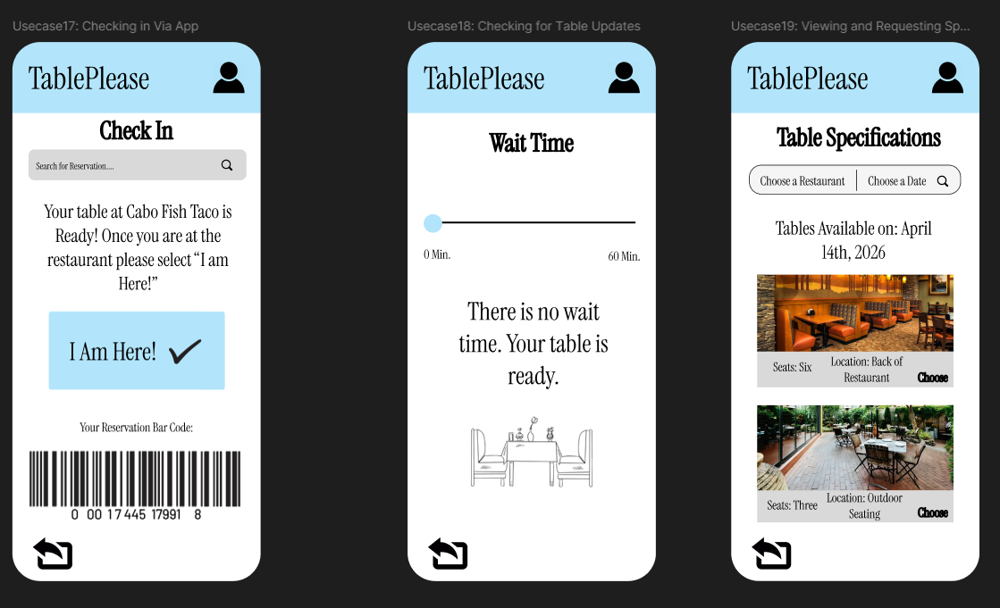 Usecase17: Checking in Via App
TablePlease
Check In
Search for Reservation....
Your table at Cabo Fish Taco is
Ready! Once you are at the
restaurant please select “I am
Here!”
I Am Here!
Your Reservation Bar Code:
0 00 17445 17991 8
Usecase18: Checking for Table Updates
TablePlease
Wait Time
0 Min.
60 Min.
There is no wait
time. Your table is
ready.
Usecase19: Viewing and Requesting Sp...
TablePlease
Table Specifications
Choose a Restaurant
Choose a Date
Tables Available on: April
14th, 2026
Seats: Six
Location: Back of
Restaurant
Choose
Seats: Three
Location: Outdoor
Seating
Choose